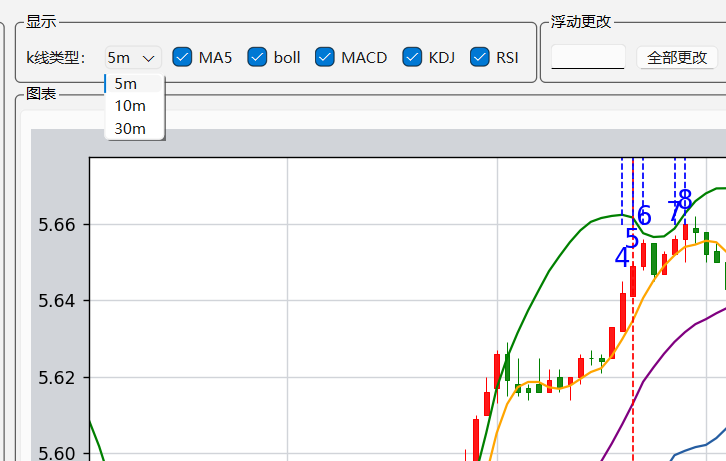 显示
浮动更改
k线类型:
5m
MA5
boll
MACD
KDJ
RSI
全部更改
5m
10m
30m
图表
5.66
5.64
5.62
5.60
4
5
6
7
8